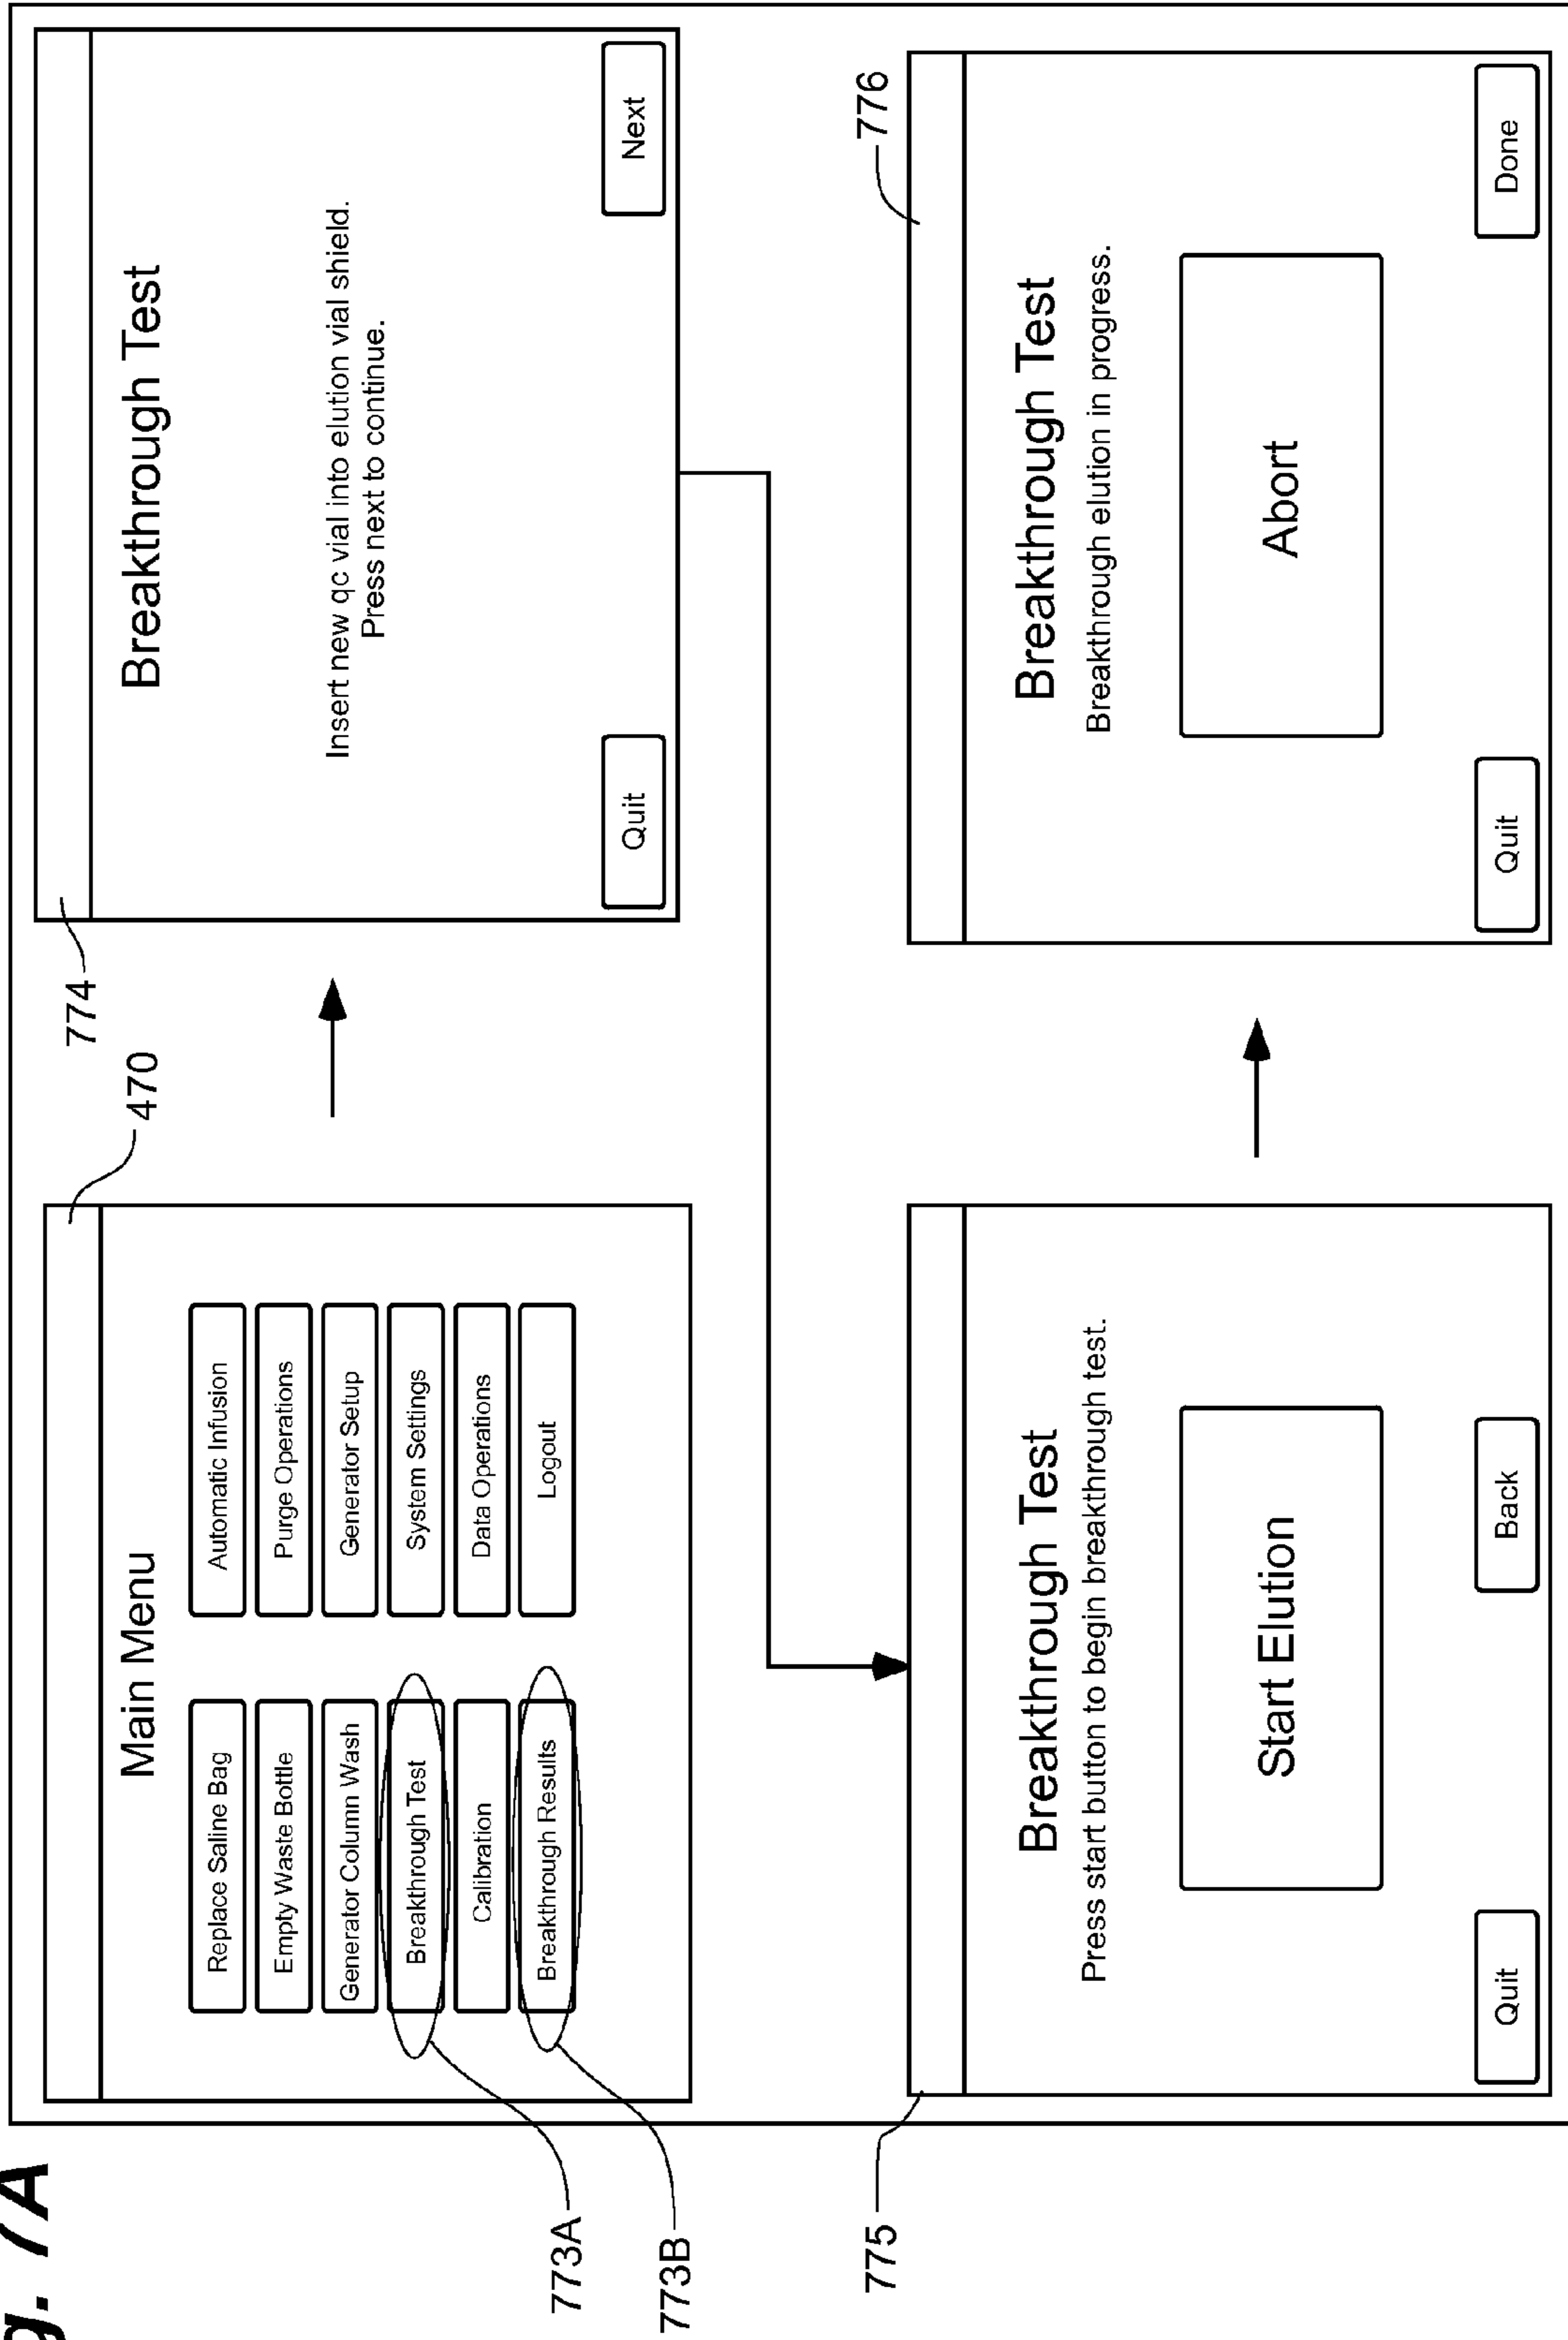 g. 7A
470
Main Menu
Replace Saline Bag
Automatic Infusion
Empty Waste Bottle
Purge Operations
Generator Column Wash
Generator Setup
Breakthrough Test
System Settings
Calibration
Data Operations
Breakthrough Results
Logout
773A
773B
774
Breakthrough Test
Insert new qc vial into elution vial shield.
Press next to continue.
Quit
Next
775
Breakthrough Test
Press start button to begin breakthrough test.
Start Elution
Quit
Back
776
Breakthrough Test
Breakthrough elution in progress.
Abort
Quit
Done